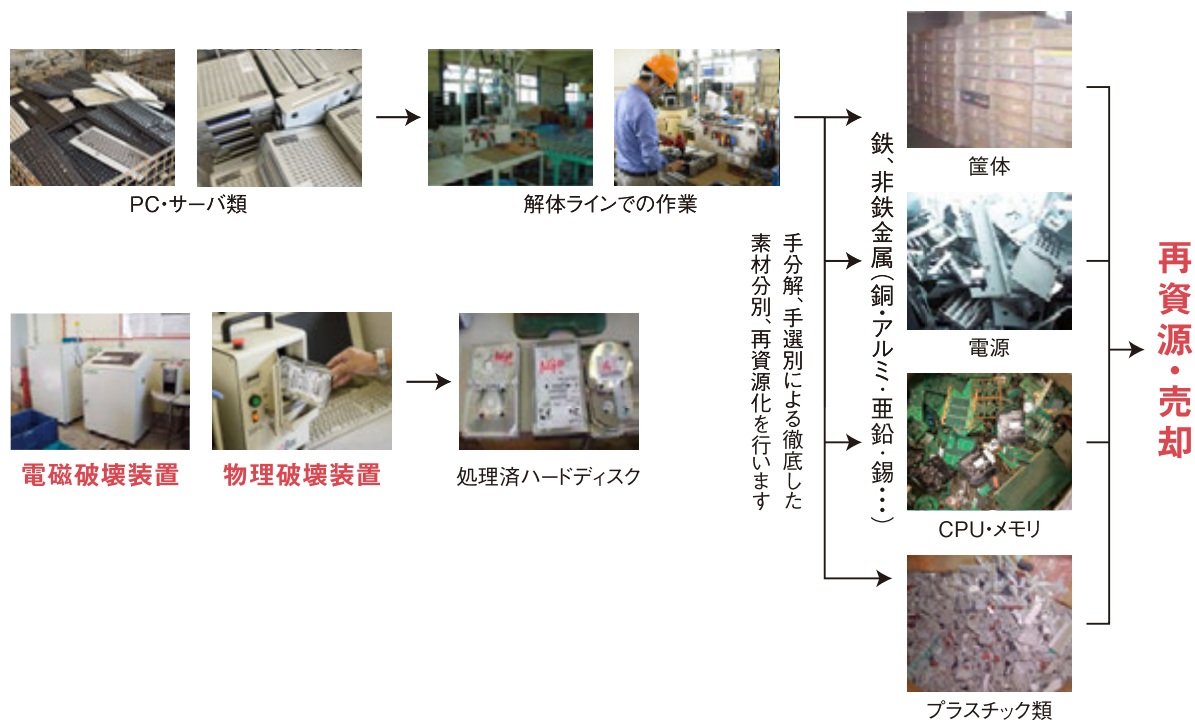 PC・サーバ類
解体ラインでの作業
電磁破壊装置
物理破壊装置
処理済ハードディスク
手分解、手選別による徹底した
素材分別、再資源化を行います
鉄、非鉄金属（銅・アルミ・亜鉛・錫・・・）
筐体
電源
CPU・メモリ
プラスチック類
再資源・売却